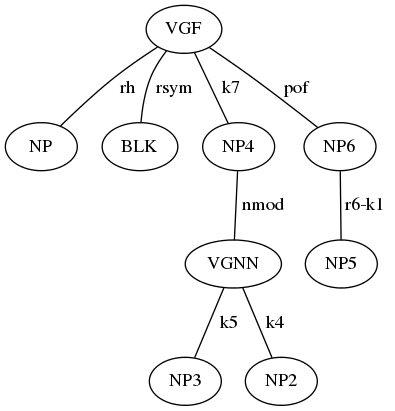 VGF
rh rsym k7 pof
NP BLK NP4 NP6
nmod r6-k1
VGNN NP5
k5 k4
NP3 NP2